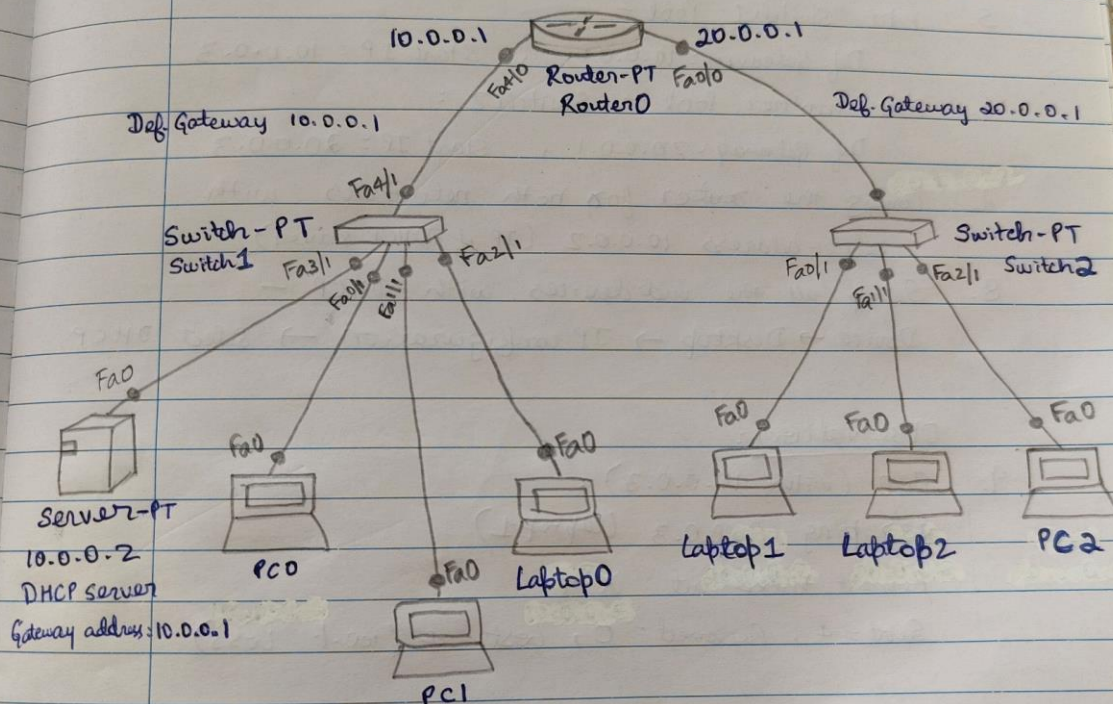 10.0.0.1
20.0.0.1
Fa4/0
Router-PT
Fa0/0
Router0
Def. Gateway 10.0.0.1
Def. Gateway 20.0.0.1
Fa4/1
Switch-PT
Switch1
Fa3/1
Fa0/1
Fa1/1
Fa2/1
Switch-PT
Switch2
Fa0/1
Fa1/1
Fa2/1
Fa0
Fa0
Fa0
Fa0
Fa0
Fa0
Server-PT
10.0.0.2
DHCP server
Gateway address:10.0.0.1
PC0
Laptop0
Laptop1
Laptop2
PC2
Fa0
PC1